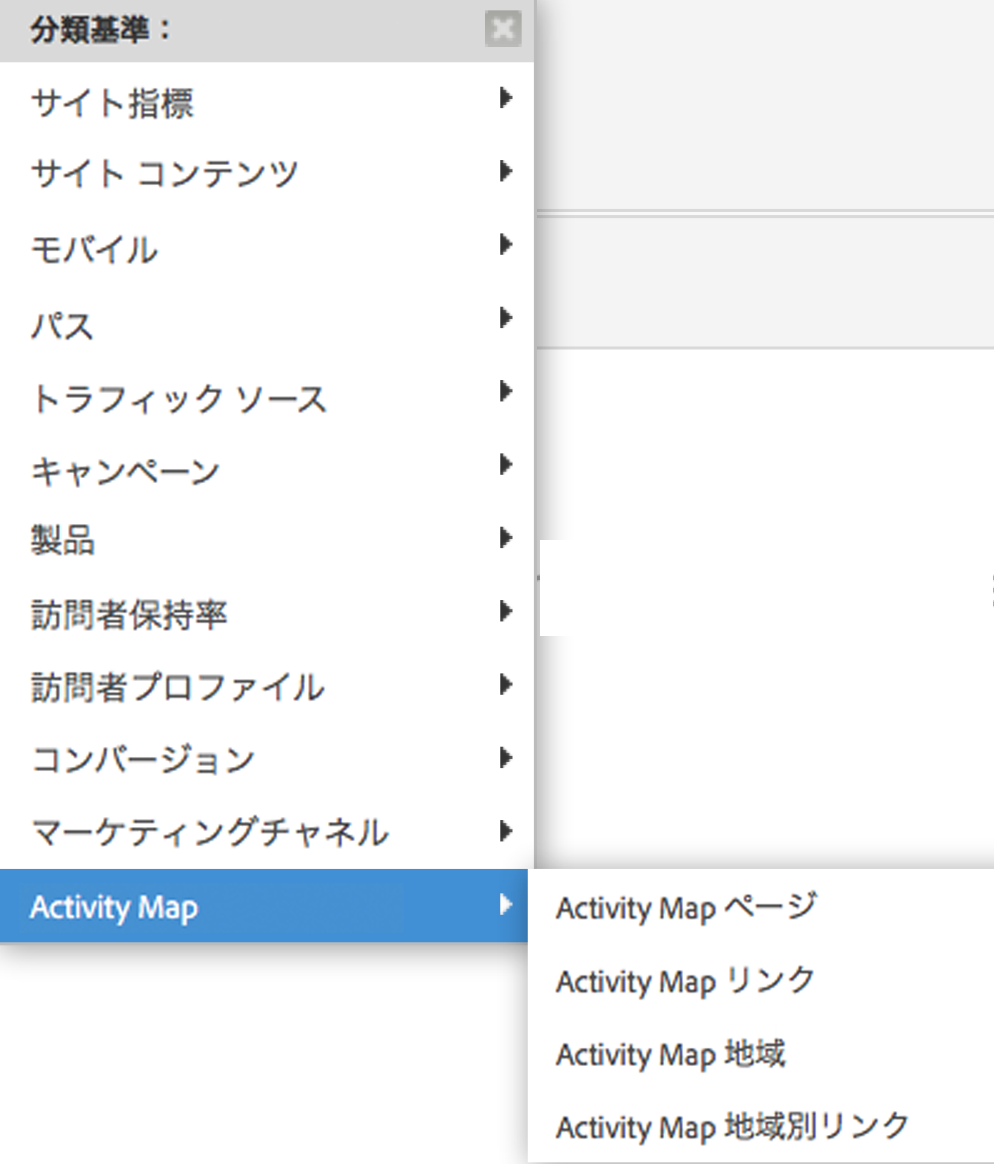 分類基準：
サイト指標
サイト コンテンツ
モバイル
パス
トラフィック ソース
キャンペーン
製品
訪問者保持率
訪問者プロファイル
コンバージョン
マーケティングチャネル
Activity Map
Activity Map ページ
Activity Map リンク
Activity Map 地域
Activity Map 地域別リンク